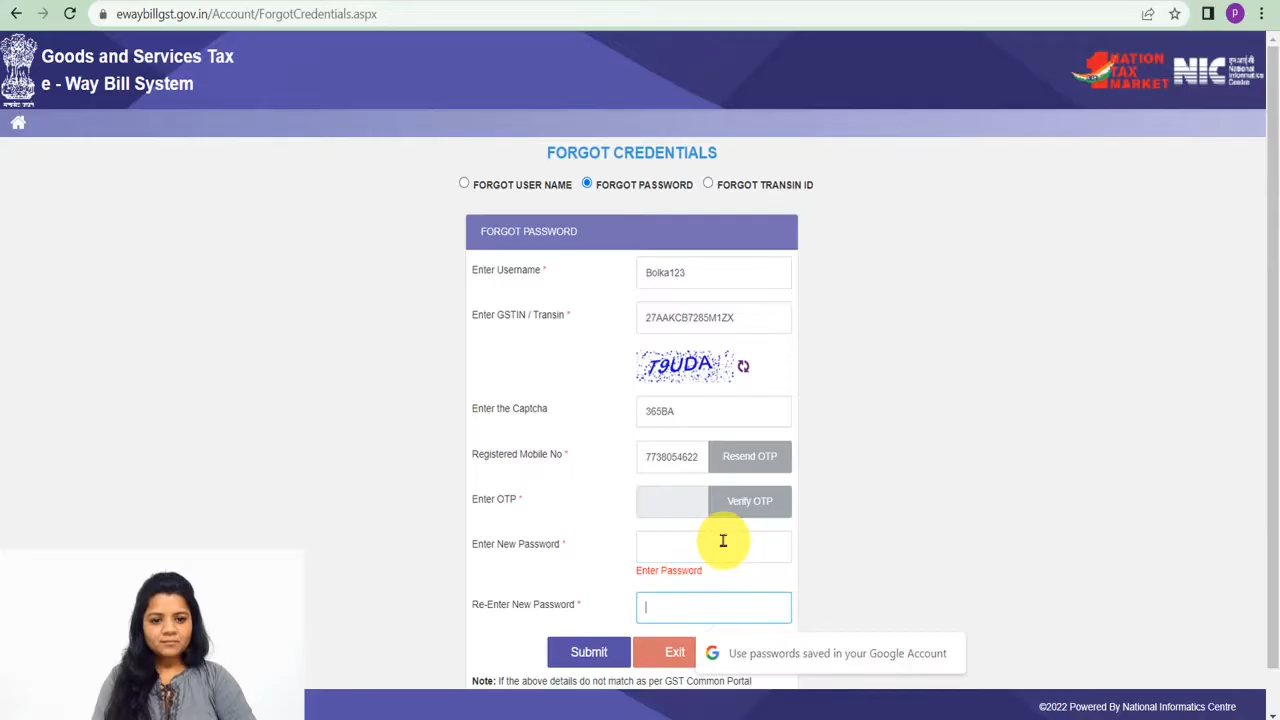 ewaybillgst.gov.in/Account/ForgotCredentials.aspx
P
Goods and Services Tax
e - Way Bill System
NATION
TAX
MARKET
NIC
National
Informatics
Centre
FORGOT CREDENTIALS
FORGOT USER NAME FORGOT PASSWORD FORGOT TRANSIN ID
FORGOT PASSWORD
Enter Username * Bolka123
Enter GSTIN / Transin * 27AAKCB7285M1ZX
T9UDA
Enter the Captcha 365BA
Registered Mobile No * 7738054622 Resend OTP
Enter OTP * Verify OTP
Enter New Password *
Enter Password
Re-Enter New Password *
Submit Exit Use passwords saved in your Google Account
Note: If the above details do not match as per GST Common Portal
©2022 Powered By National Informatics Centre